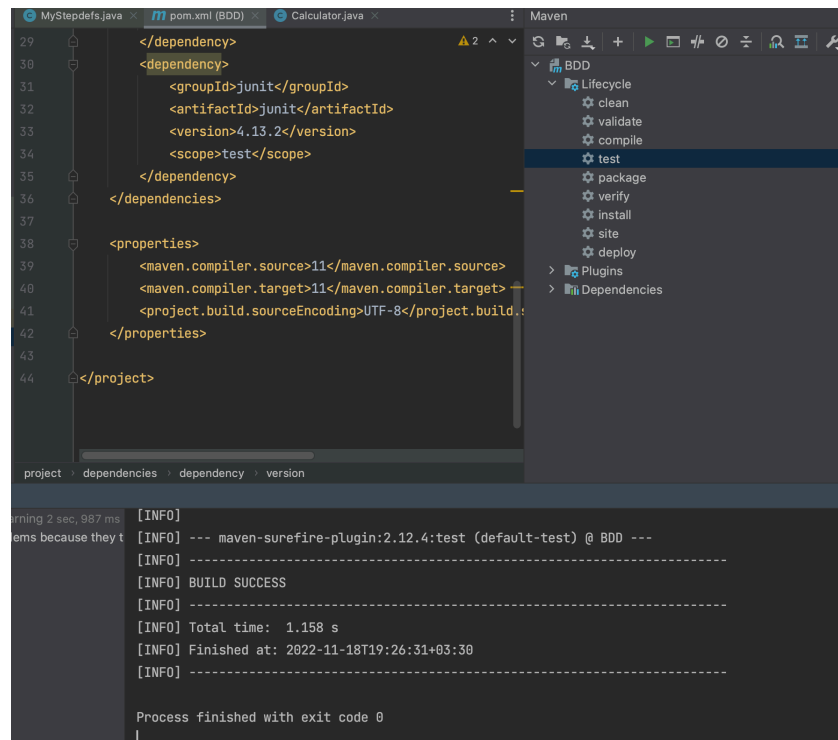 MyStepdefs.java
pom.xml (BDD)
Calculator.java
Maven
29 </dependency>
2
30 <dependency>
31 <groupId>junit</groupId>
32 <artifactId>junit</artifactId>
33 <version>4.13.2</version>
34 <scope>test</scope>
35 </dependency>
36 </dependencies>
37
38 <properties>
39 <maven.compiler.source>11</maven.compiler.source>
40 <maven.compiler.target>11</maven.compiler.target>
41 <project.build.sourceEncoding>UTF-8</project.build.s
42 </properties>
43
44 </project>
project > dependencies > dependency > version
BDD
Lifecycle
clean
validate
compile
test
package
verify
install
site
deploy
Plugins
Dependencies
arning 2 sec, 987 ms
lems because they t
[INFO]
[INFO] --- maven-surefire-plugin:2.12.4:test (default-test) @ BDD ---
[INFO] ------------------------------------------------------------------------
[INFO] BUILD SUCCESS
[INFO] ------------------------------------------------------------------------
[INFO] Total time:  1.158 s
[INFO] Finished at: 2022-11-18T19:26:31+03:30
[INFO] ------------------------------------------------------------------------
Process finished with exit code 0